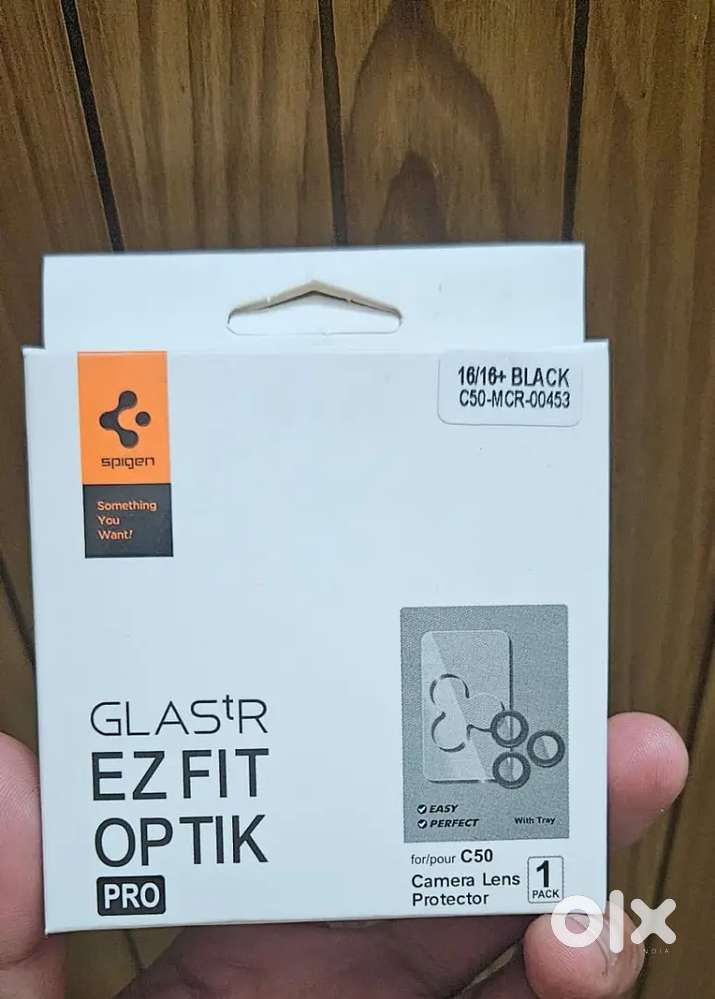 16/16+ BLACK
C50-MCR-00453
spigen
Something
You
Want!
GLAStR
EZ FIT
OPTIK
PRO
EASY
PERFECT
With Tray
for/pour C50
Camera Lens
Protector
1
PACK
olx
INDIA